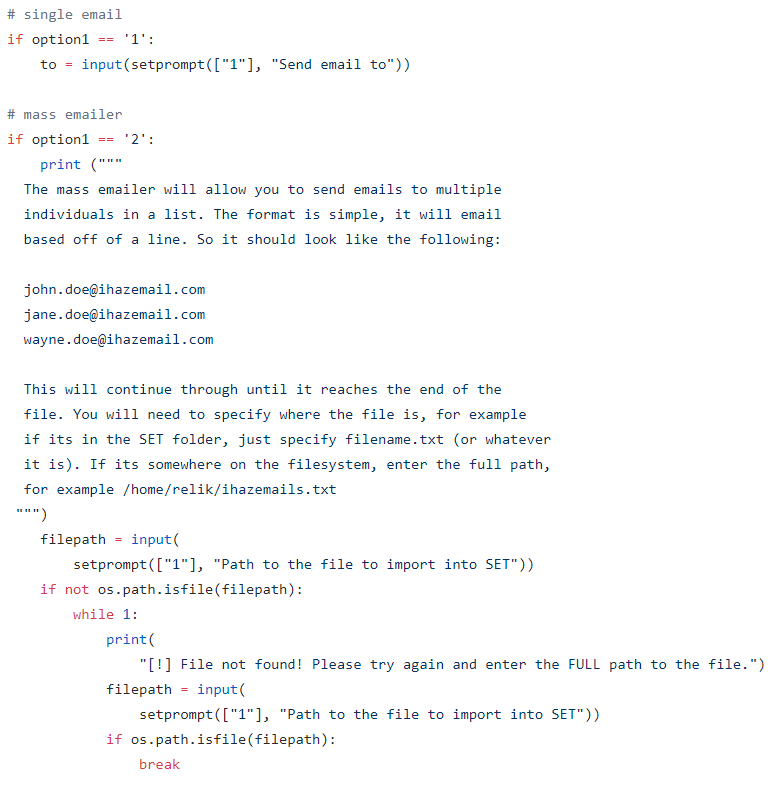 # single email
if option1 == '1':
    to = input(setprompt(["1"], "Send email to"))

# mass emailer
if option1 == '2':
    print ("""
  The mass emailer will allow you to send emails to multiple
  individuals in a list. The format is simple, it will email
  based off of a line. So it should look like the following:

  john.doe@ihazemail.com
  jane.doe@ihazemail.com
  wayne.doe@ihazemail.com

  This will continue through until it reaches the end of the
  file. You will need to specify where the file is, for example
  if its in the SET folder, just specify filename.txt (or whatever
  it is). If its somewhere on the filesystem, enter the full path,
  for example /home/relik/ihazemails.txt
 """)
    filepath = input(
        setprompt(["1"], "Path to the file to import into SET"))
    if not os.path.isfile(filepath):
        while 1:
            print(
                "[!] File not found! Please try again and enter the FULL path to the file.")
            filepath = input(
                setprompt(["1"], "Path to the file to import into SET"))
            if os.path.isfile(filepath):
                break